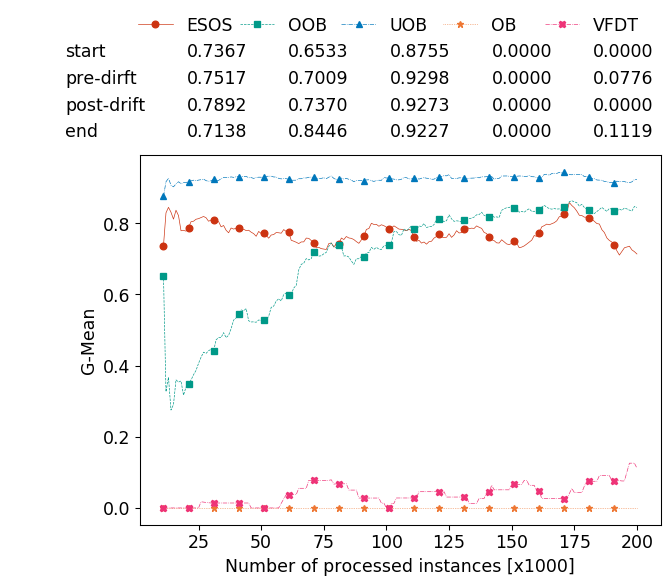 ESOS OOB UOB OB VFDT
start 0.7367 0.6533 0.8755 0.0000 0.0000
pre-dirft 0.7517 0.7009 0.9298 0.0000 0.0776
post-drift 0.7892 0.7370 0.9273 0.0000 0.0000
end 0.7138 0.8446 0.9227 0.0000 0.1119
0.8
0.6
0.4
0.2
0.0
G-Mean
25 50 75 100 125 150 175 200
Number of processed instances [x1000]